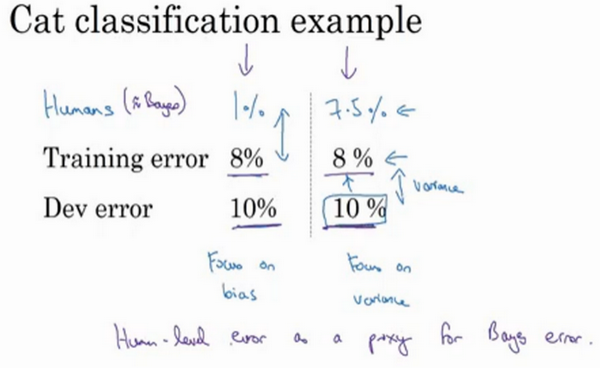 Cat classification example
Humans (≈ Bayes) 1% 7.5%
Training error 8% 8 %
variance
Dev error 10% 10 %
Focus on Focus on
bias variance
Human-level error as a proxy for Bayes error.